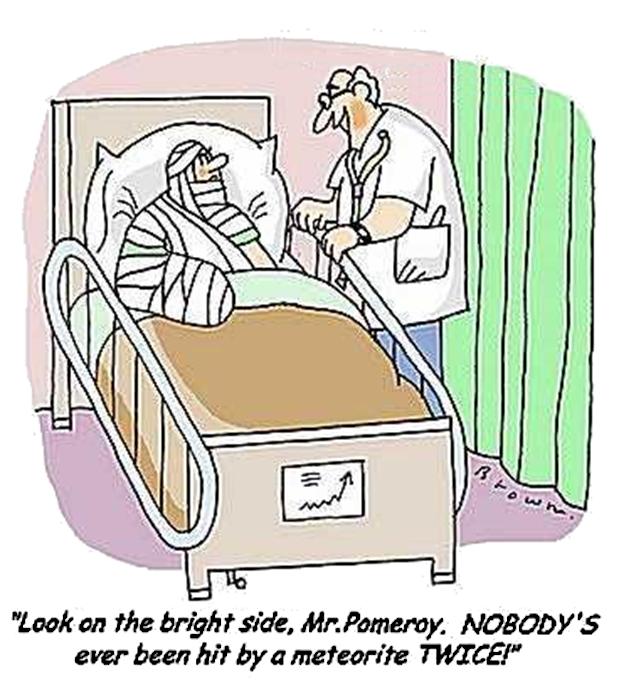 Brown.
"Look on the bright side, Mr.Pomeroy. NOBODY'S
ever been hit by a meteorite TWICE!"